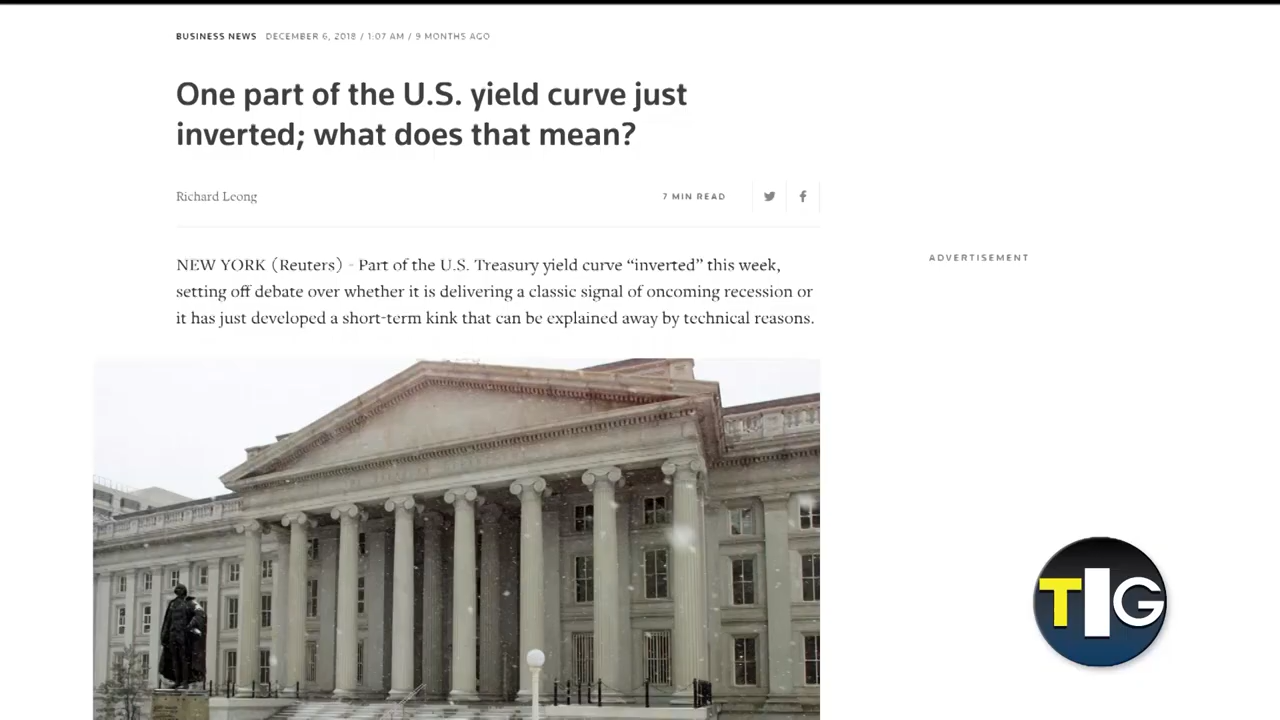 BUSINESS NEWS DECEMBER 6, 2018 / 1:07 AM / 9 MONTHS AGO
One part of the U.S. yield curve just
inverted; what does that mean?
Richard Leong
7 MIN READ
NEW YORK (Reuters) - Part of the U.S. Treasury yield curve “inverted” this week,
setting off debate over whether it is delivering a classic signal of oncoming recession or
it has just developed a short-term kink that can be explained away by technical reasons.
ADVERTISEMENT
TIG